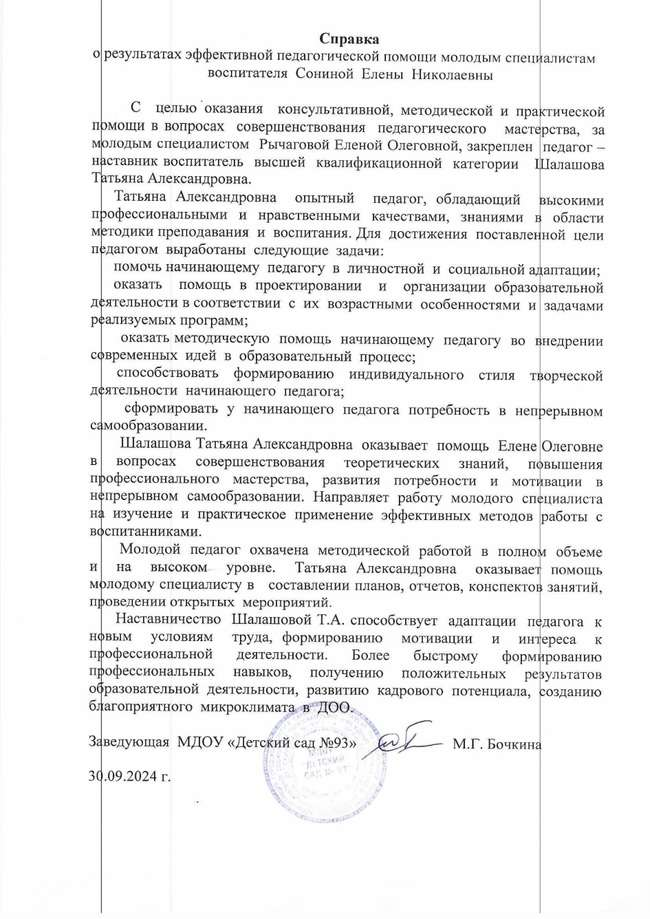 Справка
о результатах эффективной педагогической помощи молодым специалистам
воспитателя Сониной Елены Николаевны
С целью оказания консультативной, методической и практической
помощи в вопросах совершенствования педагогического мастерства, за
молодым специалистом Рычаговой Еленой Олеговной, закреплен педагог –
наставник воспитатель высшей квалификационной категории Шалашова
Татьяна Александровна.
Татьяна Александровна опытный педагог, обладающий высокими
профессиональными и нравственными качествами, знаниями в области
методики преподавания и воспитания. Для достижения поставленной цели
педагогом выработаны следующие задачи:
помочь начинающему педагогу в личностной и социальной адаптации;
оказать помощь в проектировании и организации образовательной
деятельности в соответствии с их возрастными особенностями и задачами
реализуемых программ;
оказать методическую помощь начинающему педагогу во внедрении
современных идей в образовательный процесс;
способствовать формированию индивидуального стиля творческой
деятельности начинающего педагога;
сформировать у начинающего педагога потребность в непрерывном
самообразовании.
Шалашова Татьяна Александровна оказывает помощь Елене Олеговне
в вопросах совершенствования теоретических знаний, повышения
профессионального мастерства, развития потребности и мотивации в
непрерывном самообразовании. Направляет работу молодого специалиста
на изучение и практическое применение эффективных методов работы с
воспитанниками.
Молодой педагог охвачена методической работой в полном объеме
и на высоком уровне. Татьяна Александровна оказывает помощь
молодому специалисту в составлении планов, отчетов, конспектов занятий,
проведении открытых мероприятий.
Наставничество Шалашовой Т.А. способствует адаптации педагога к
новым условиям труда, формированию мотивации и интереса к
профессиональной деятельности. Более быстрому формированию
профессиональных навыков, получению положительных результатов
образовательной деятельности, развитию кадрового потенциала, созданию
благоприятного микроклимата в ДОО.
Заведующая МДОУ «Детский сад №93» М.Г. Бочкина
30.09.2024 г.